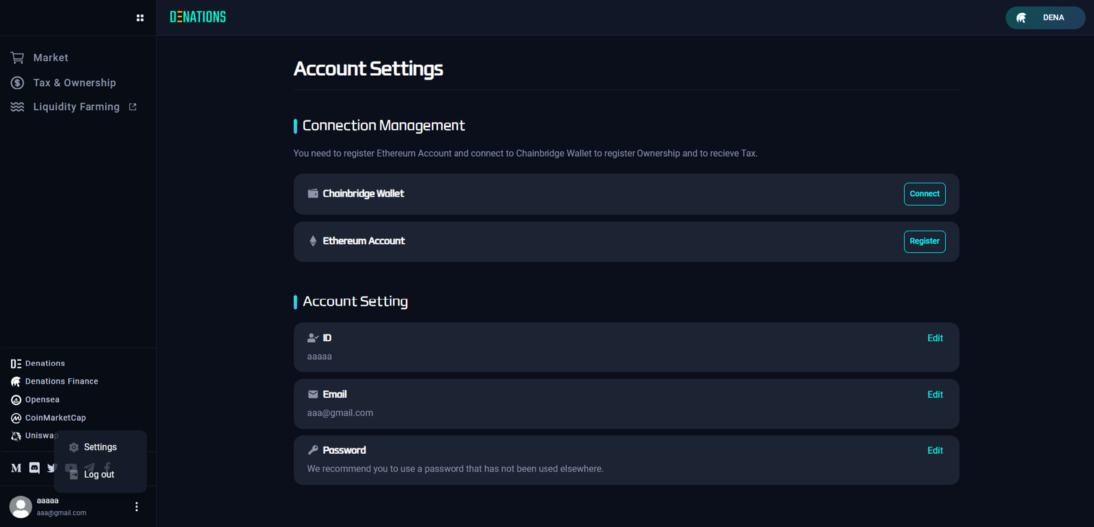 DENATIONS
DENA
Market
Tax & Ownership
Liquidity Farming
Account Settings
Connection Management
You need to register Ethereum Account and connect to Chainbridge Wallet to register Ownership and to recieve Tax.
Chainbridge Wallet
Connect
Ethereum Account
Register
Account Setting
ID
Edit
aaaaa
Email
Edit
aaa@gmail.com
Password
Edit
We recommend you to use a password that has not been used elsewhere.
Denations
Denations Finance
Opensea
CoinMarketCap
Uniswap
Settings
Log out
aaaaa
aaa@gmail.com